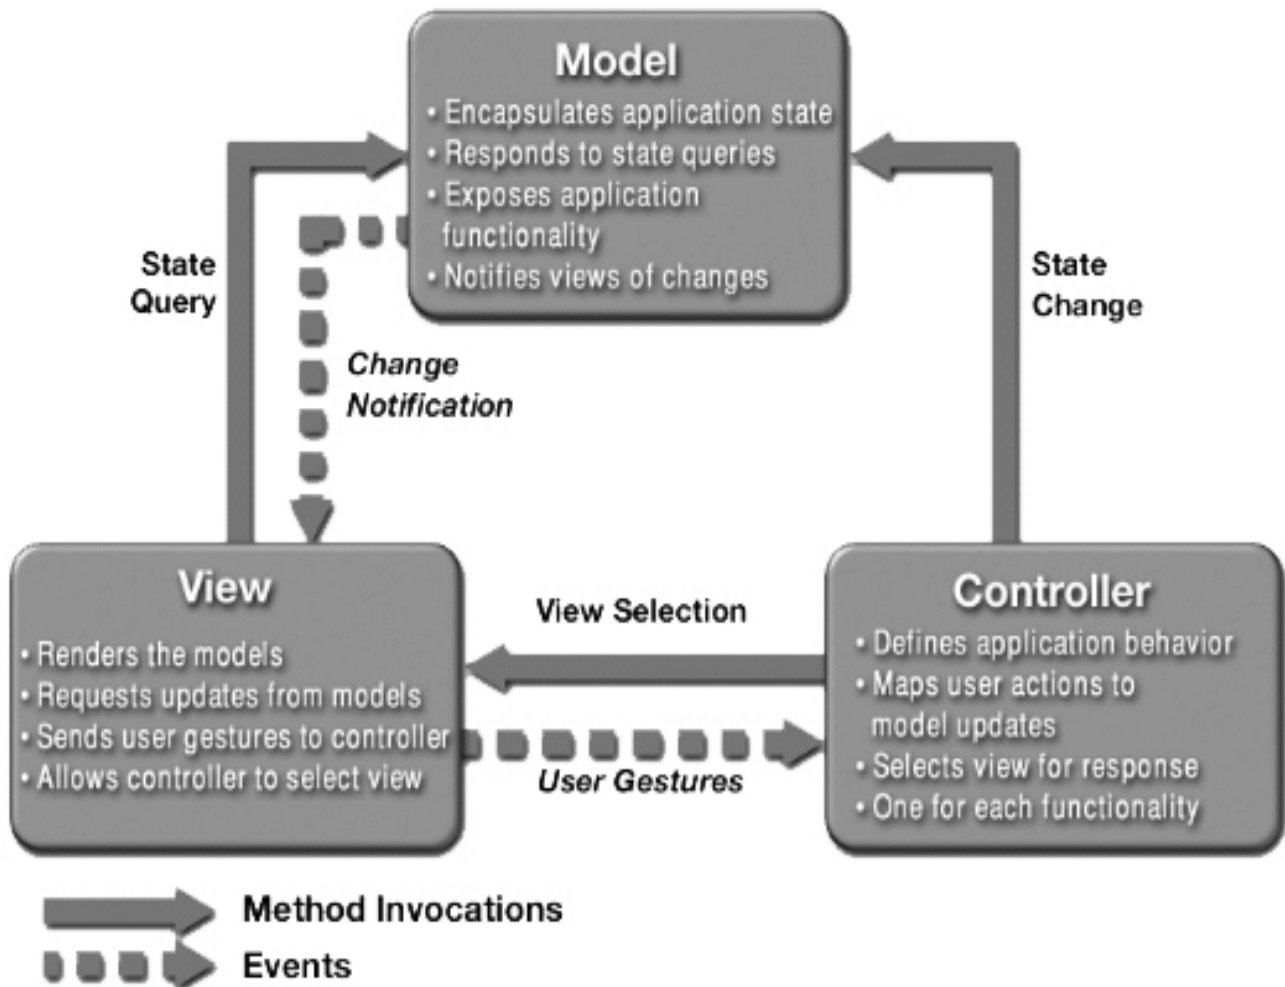 Model
• Encapsulates application state
• Responds to state queries
• Exposes application
functionality
• Notifies views of changes
State
Query
Change
Notification
State
Change
View
• Renders the models
• Requests updates from models
• Sends user gestures to controller
• Allows controller to select view
View Selection
User Gestures
Controller
• Defines application behavior
• Maps user actions to
model updates
• Selects view for response
• One for each functionality
Method Invocations
Events